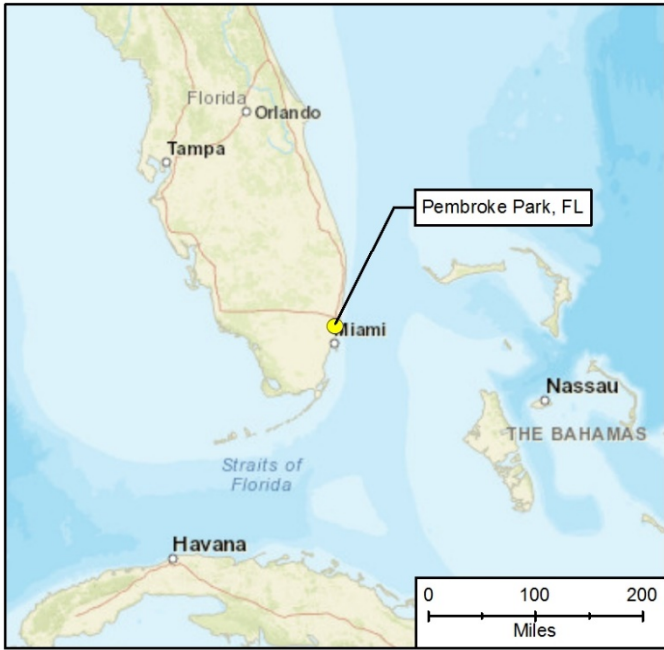 Florida
Orlando
Tampa
Pembroke Park, FL
Miami
Nassau
THE BAHAMAS
Straits of
Florida
Havana
0 100 200
Miles